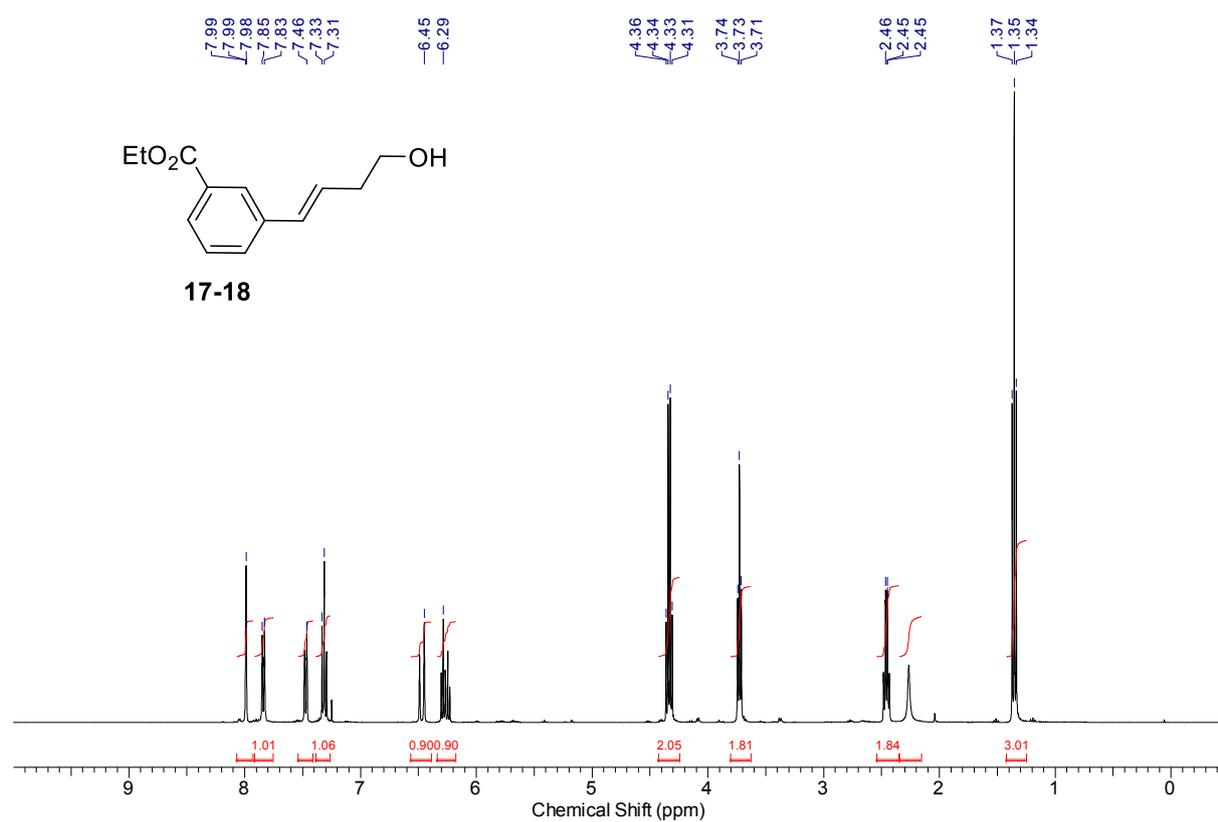 7.99 7.99 7.98 7.85 7.83 7.46 7.33 7.31 6.45 6.29 4.36 4.34 4.33 4.31 3.74 3.73 3.71 2.46 2.45 2.45 1.37 1.35 1.34
EtO2C OH
17-18
1.01 1.06 0.90 0.90 2.05 1.81 1.84 3.01
9 8 7 6 5 4 3 2 1 0
Chemical Shift (ppm)